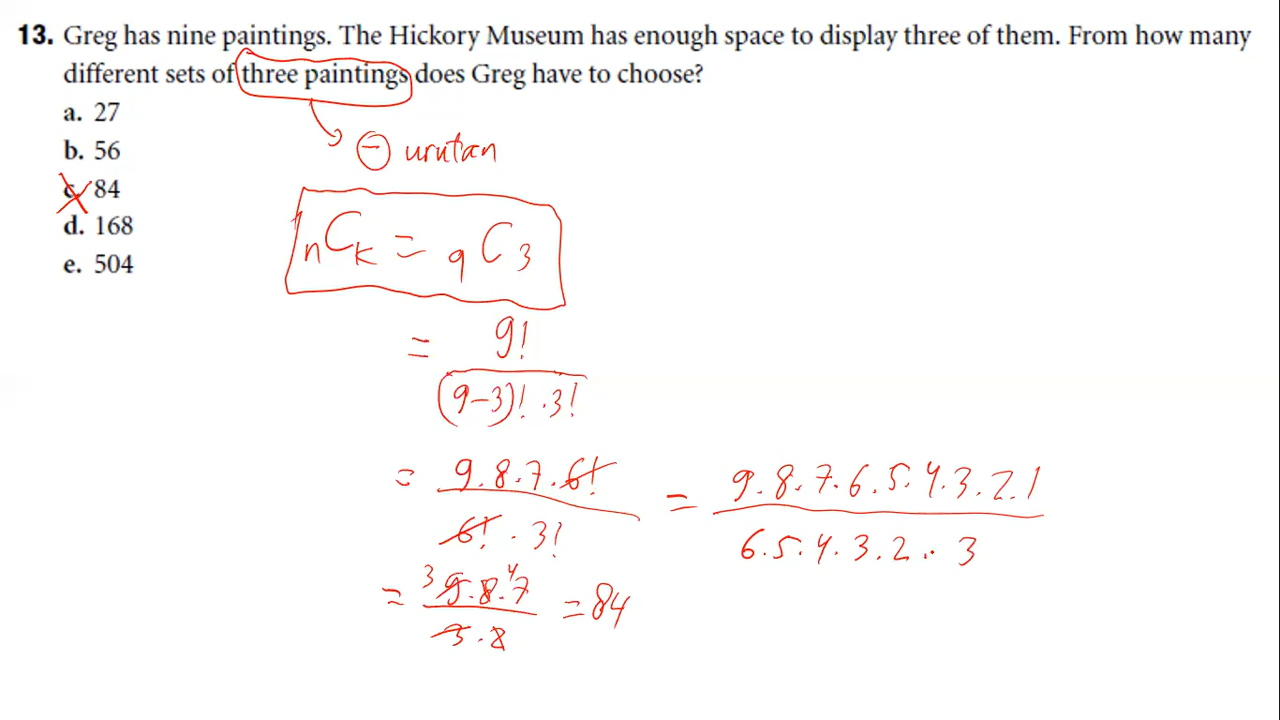 13. Greg has nine paintings. The Hickory Museum has enough space to display three of them. From how many
different sets of three paintings does Greg have to choose?
a. 27
b. 56
c. 84
d. 168
e. 504
⊖ urutan
nCk = 9C3
= 9! / (9-3)! . 3!
= 9.8.7.6! / 6! . 3!
= 9.8.7.6.5.4.3.2.1 / 6.5.4.3.2.. 3
= 3 9.8.4 7 / 3.2 = 84